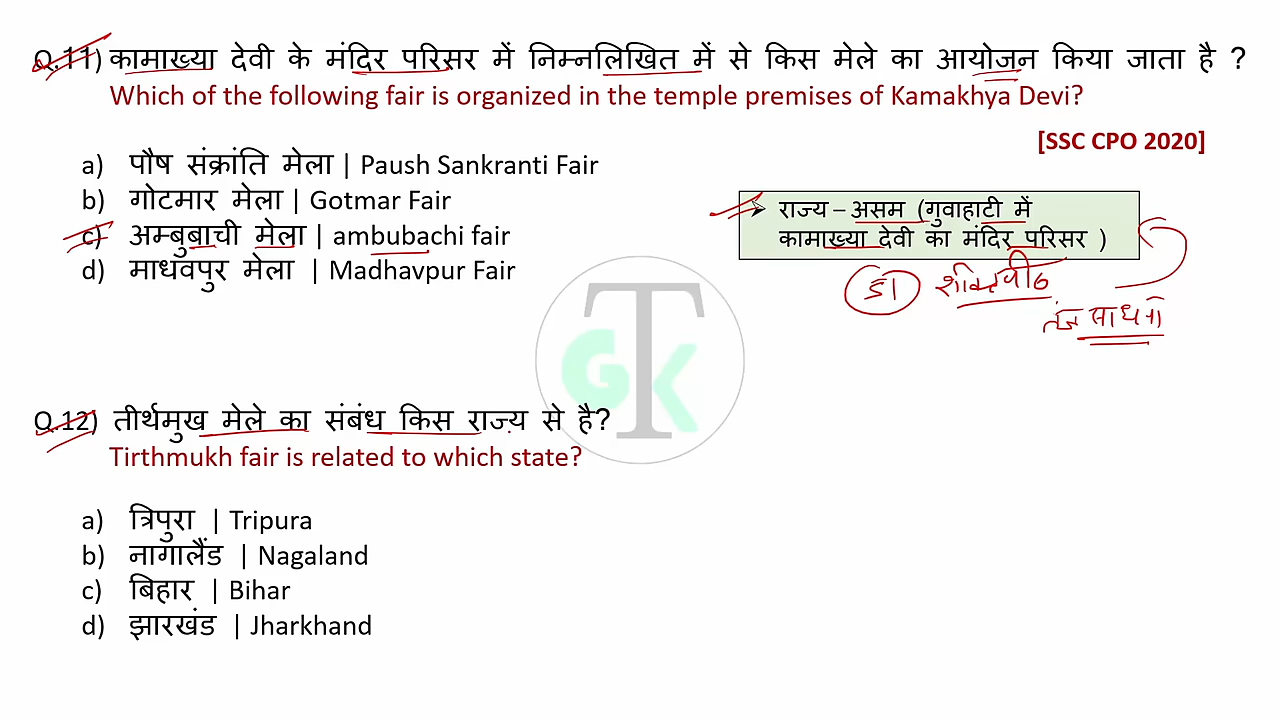 Q.11) कामाख्या देवी के मंदिर परिसर में निम्नलिखित में से किस मेले का आयोजन किया जाता है ?
Which of the following fair is organized in the temple premises of Kamakhya Devi?
[SSC CPO 2020]
a) पौष संक्रांति मेला | Paush Sankranti Fair
b) गोटमार मेला | Gotmar Fair
c) अम्बुबाची मेला | ambubachi fair
d) माधवपुर मेला | Madhavpur Fair
➢ राज्य – असम (गुवाहाटी में
कामाख्या देवी का मंदिर परिसर )
51 शक्तिपीठ
तंत्र साधना
TGK
Q.12) तीर्थमुख मेले का संबंध किस राज्य से है?
Tirthmukh fair is related to which state?
a) त्रिपुरा | Tripura
b) नागालैंड | Nagaland
c) बिहार | Bihar
d) झारखंड | Jharkhand